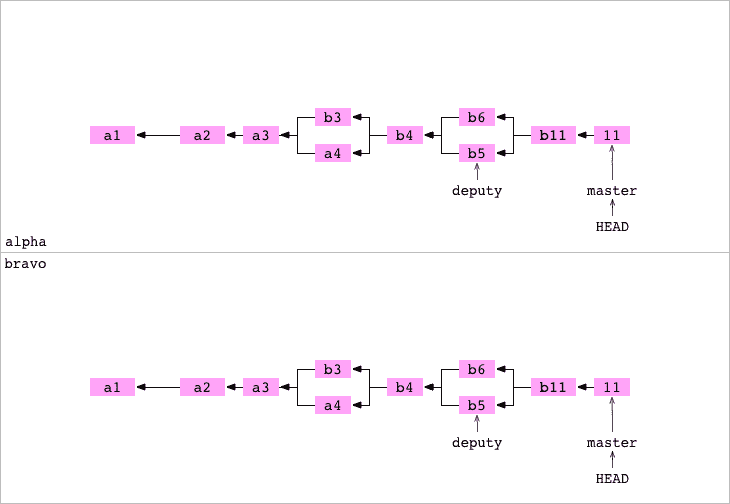 b3 b6
a1 a2 a3 b4 b11 11
a4 b5
deputy master
HEAD
alpha
bravo
b3 b6
a1 a2 a3 b4 b11 11
a4 b5
deputy master
HEAD